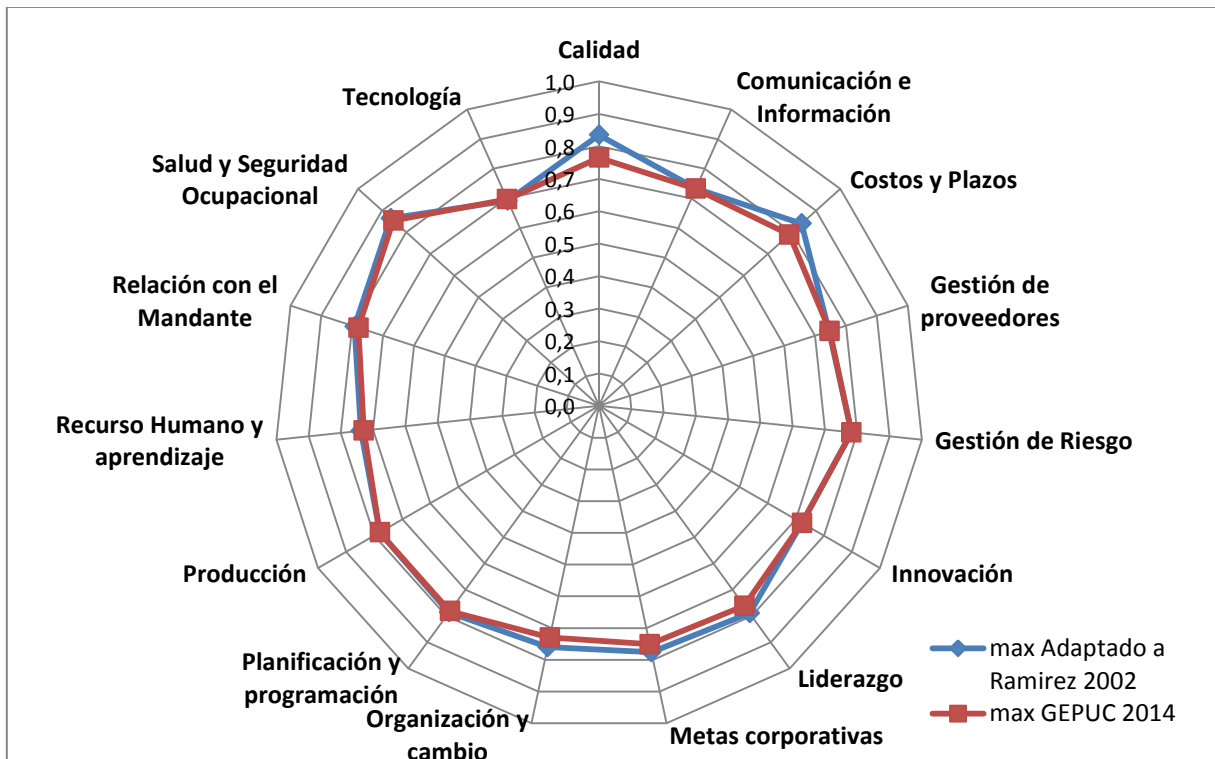 Calidad
Comunicación e
Información
Costos y Plazos
Gestión de
proveedores
Gestión de Riesgo
Innovación
Liderazgo
Metas corporativas
Organización y
cambio
Planificación y
programación
Producción
Recurso Humano y
aprendizaje
Relación con el
Mandante
Salud y Seguridad
Ocupacional
Tecnología
1,0
0,9
0,8
0,7
0,6
0,5
0,4
0,3
0,2
0,1
0,0
max Adaptado a
Ramirez 2002
max GEPUC 2014